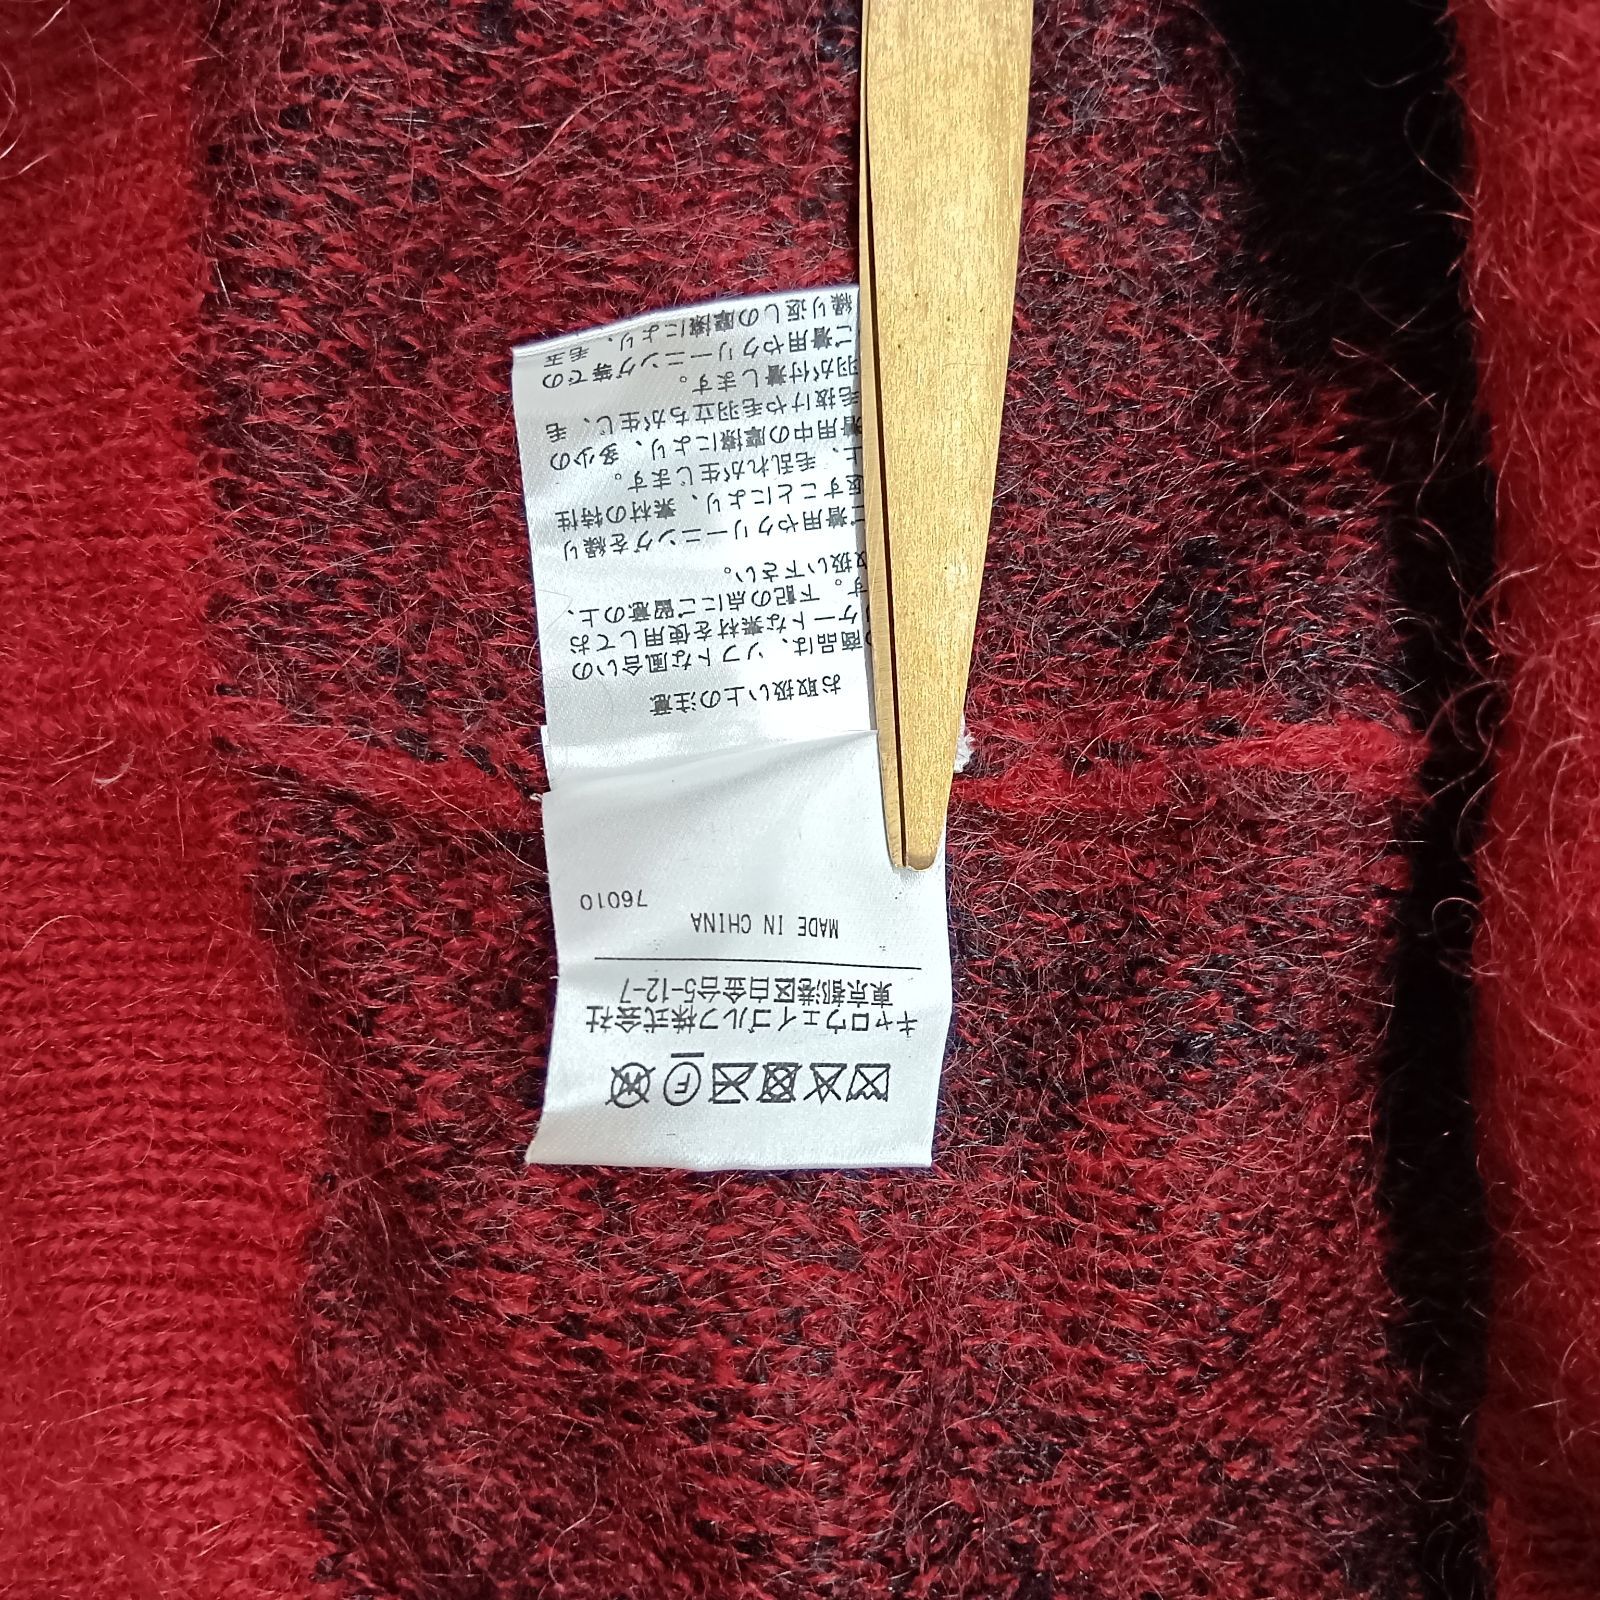 F W
キャロウェイゴルフ株式会社
東京都港区白金台5-12-7
MADE IN CHINA
76010
お取扱い上の注意
の商品は、ソフトな風合いの
ケートな素材を使用してお
す。下記の点にご留意の上、
取扱い下さい。
ご着用やクリーニングを繰り
返すことにより、素材の特性
上、毛乱れが生じます。
着用中の摩擦により、多少の
毛抜けや毛羽立ちが生じ、毛
羽が付着します。
ご着用やクリーニング等での
繰り返しの摩擦により、毛玉